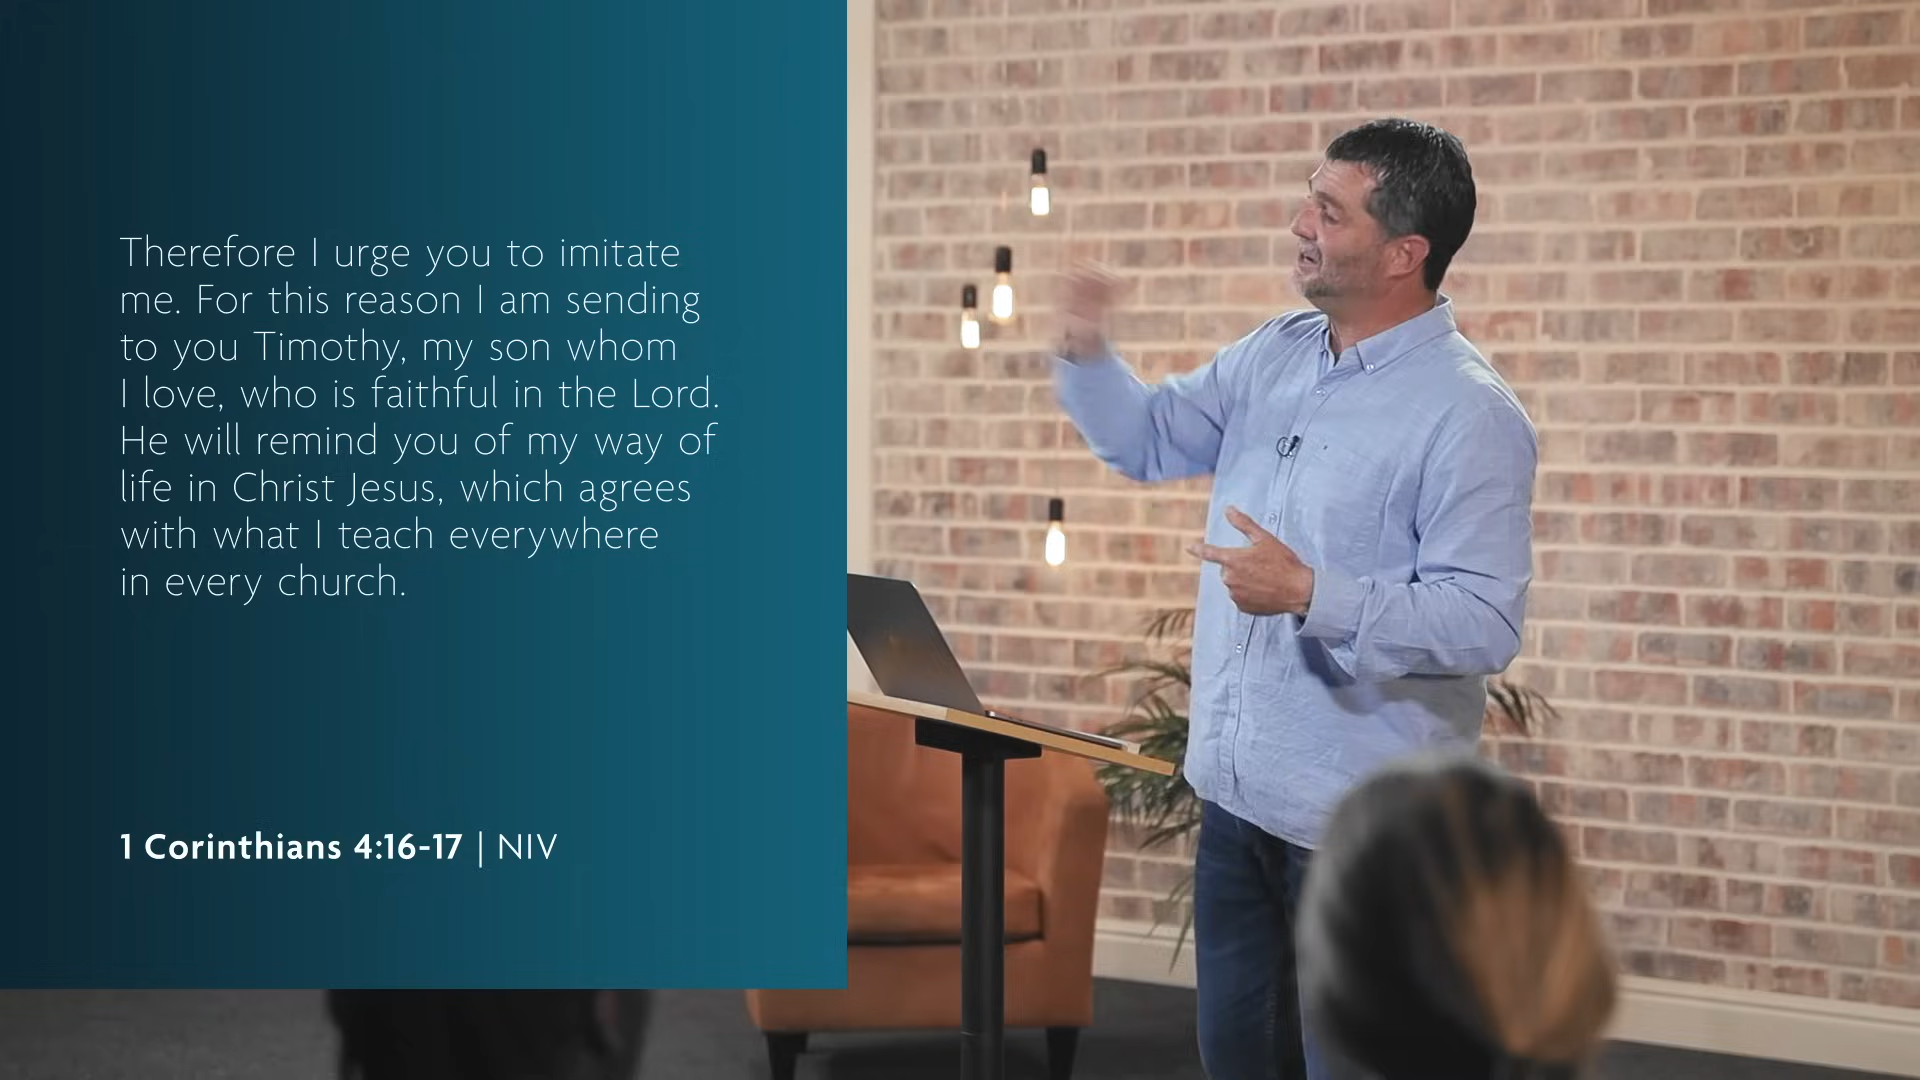 Therefore I urge you to imitate
me. For this reason I am sending
to you Timothy, my son whom
I love, who is faithful in the Lord.
He will remind you of my way of
life in Christ Jesus, which agrees
with what I teach everywhere
in every church.
1 Corinthians 4:16-17 | NIV